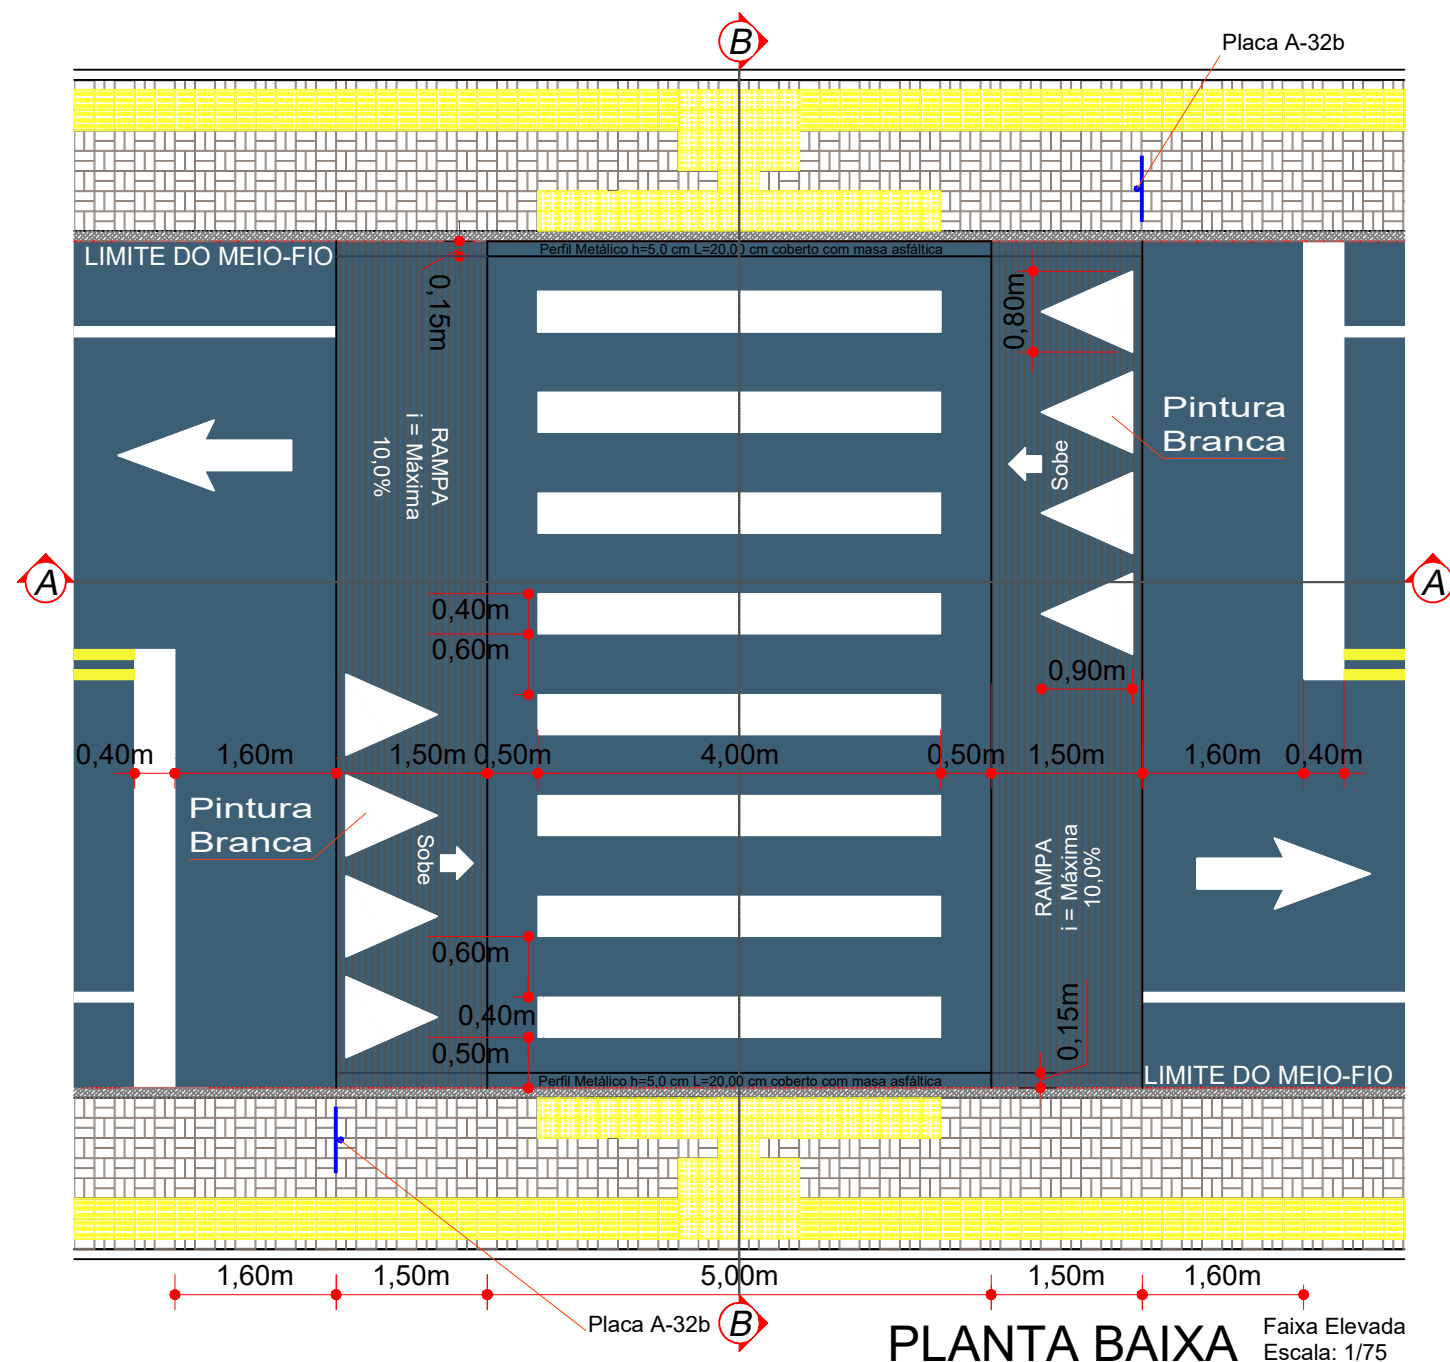 B
Placa A-32b
LIMITE DO MEIO-FIO
Perfil Metálico h=5,0 cm L=20,00 cm coberto com masa asfáltica
0,15m
0,80m
RAMPA
i = Máxima
10,0%
Pintura
Branca
Sobe
A
A
0,40m
0,60m
0,90m
0,40m
1,60m
1,50m
0,50m
4,00m
0,50m
1,50m
1,60m
0,40m
Pintura
Branca
Sobe
RAMPA
i = Máxima
10,0%
0,60m
0,40m
0,50m
0,15m
Perfil Metálico h=5,0 cm L=20,00 cm coberto com masa asfáltica
LIMITE DO MEIO-FIO
1,60m
1,50m
5,00m
1,50m
1,60m
Placa A-32b
B
PLANTA BAIXA
Faixa Elevada
Escala: 1/75